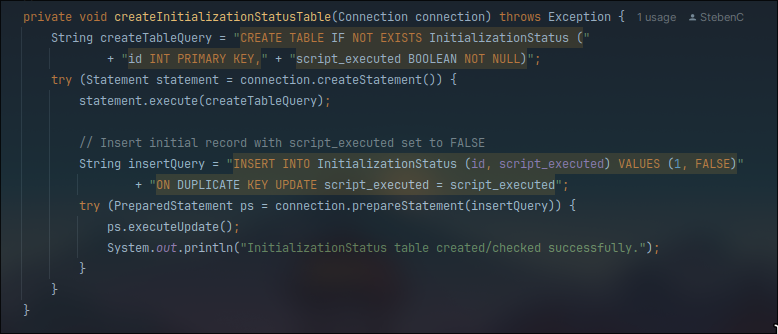 private void createInitializationStatusTable(Connection connection) throws Exception { 1 usage StebenC
String createTableQuery = "CREATE TABLE IF NOT EXISTS InitializationStatus ("
+ "id INT PRIMARY KEY," + "script_executed BOOLEAN NOT NULL)";
try (Statement statement = connection.createStatement()) {
statement.execute(createTableQuery);
// Insert initial record with script_executed set to FALSE
String insertQuery = "INSERT INTO InitializationStatus (id, script_executed) VALUES (1, FALSE)"
+ "ON DUPLICATE KEY UPDATE script_executed = script_executed";
try (PreparedStatement ps = connection.prepareStatement(insertQuery)) {
ps.executeUpdate();
System.out.println("InitializationStatus table created/checked successfully.");
}
}
}